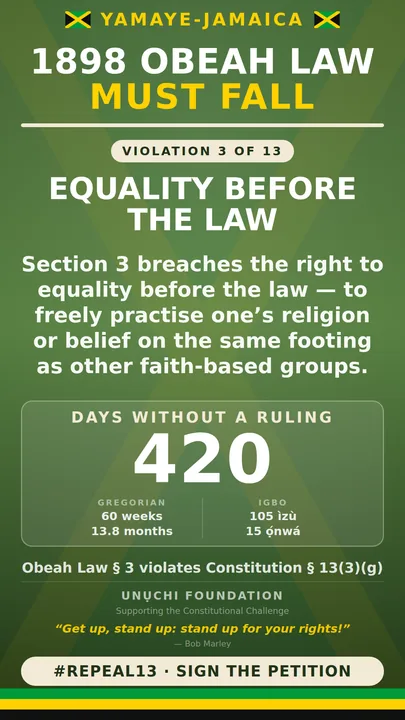 YAMAYE-JAMAICA
1898 OBEAH LAW
MUST FALL
VIOLATION 3 OF 13
EQUALITY BEFORE
THE LAW
Section 3 breaches the right to
equality before the law — to
freely practise one’s religion
or belief on the same footing
as other faith-based groups.
DAYS WITHOUT A RULING
420
GREGORIAN
60 weeks
13.8 months
IGBO
105 ìzù
15 ọ́nwá
Obeah Law § 3 violates Constitution § 13(3)(g)
UNỤCHI FOUNDATION
Supporting the Constitutional Challenge
“Get up, stand up: stand up for your rights!”
— Bob Marley
#REPEAL13 · SIGN THE PETITION